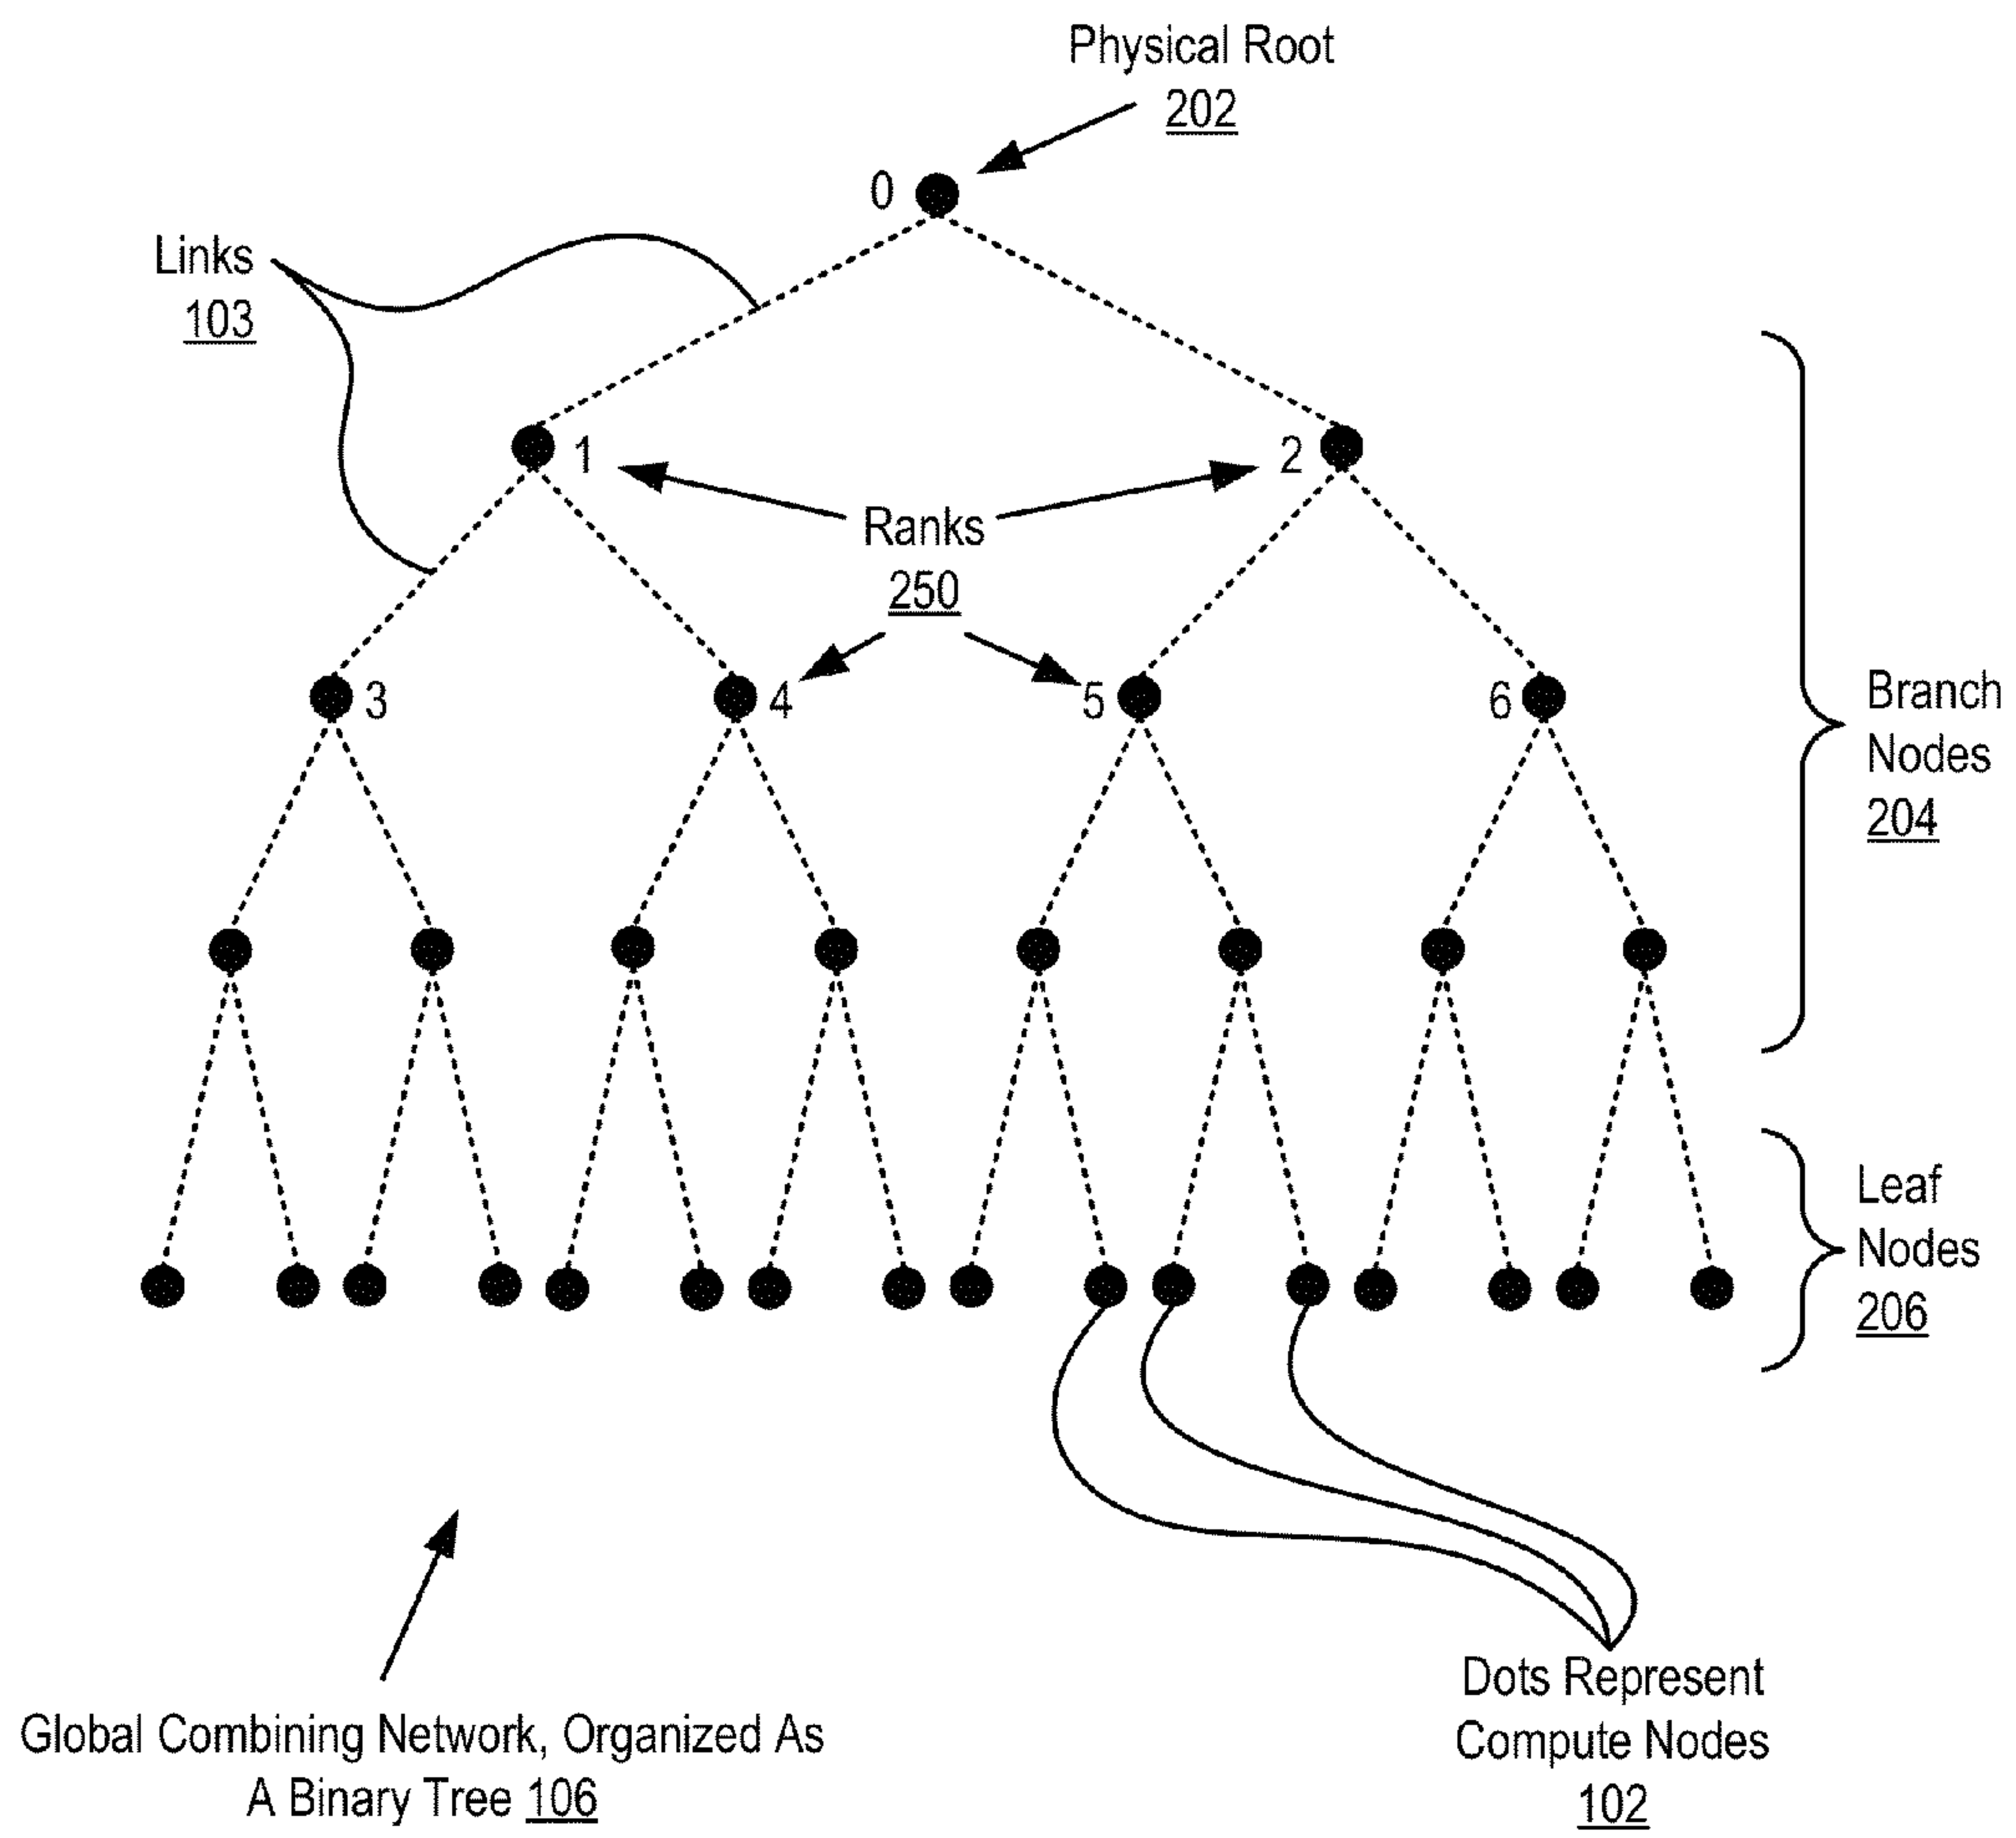 Physical Root
202
0
Links
103
1
2
Ranks
250
3
4
5
6
Branch
Nodes
204
Leaf
Nodes
206
Dots Represent
Compute Nodes
102
Global Combining Network, Organized As
A Binary Tree 106